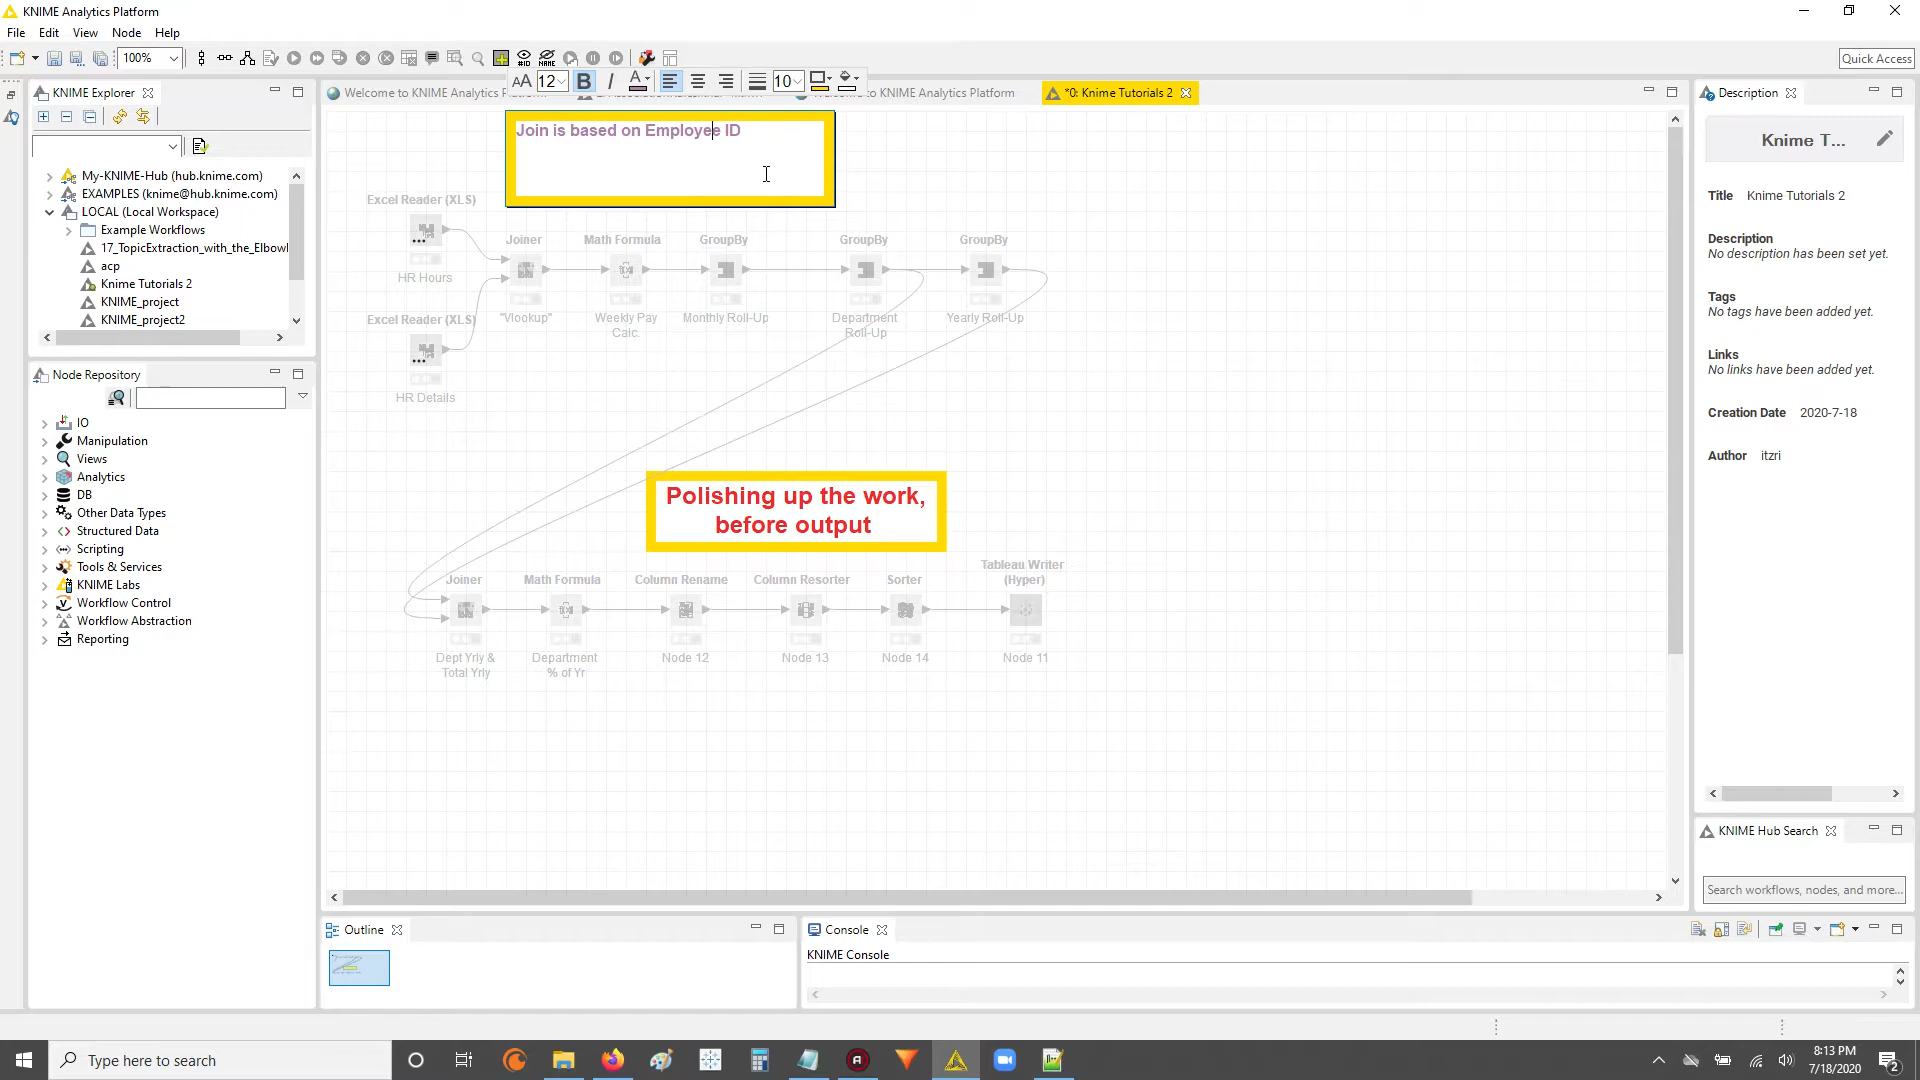 KNIME Analytics Platform
File Edit View Node Help
100%
Quick Access
AA 12 B I A 10
KNIME Explorer
Welcome to KNIME Analytics
to KNIME Analytics Platform
*0: Knime Tutorials 2
Description
Join is based on Employee ID
Knime T...
My-KNIME-Hub (hub.knime.com)
EXAMPLES (knime@hub.knime.com)
LOCAL (Local Workspace)
Example Workflows
17_TopicExtraction_with_the_Elbow
acp
Knime Tutorials 2
KNIME_project
KNIME_project2
Title Knime Tutorials 2
Description
No description has been set yet.
Tags
No tags have been added yet.
Links
No links have been added yet.
Creation Date 2020-7-18
Author itzri
Excel Reader (XLS)
HR Hours
Excel Reader (XLS)
HR Details
Joiner
"Vlookup"
Math Formula
Weekly Pay
Calc.
GroupBy
Monthly Roll-Up
GroupBy
Department
Roll-Up
GroupBy
Yearly Roll-Up
Node Repository
IO
Manipulation
Views
Analytics
DB
Other Data Types
Structured Data
Scripting
Tools & Services
KNIME Labs
Workflow Control
Workflow Abstraction
Reporting
Polishing up the work,
before output
Joiner
Dept Yrly &
Total Yrly
Math Formula
Department
% of Yr
Column Rename
Node 12
Column Resorter
Node 13
Sorter
Node 14
Tableau Writer
(Hyper)
Node 11
KNIME Hub Search
Search workflows, nodes, and more...
Outline
Console
KNIME Console
Type here to search
8:13 PM
7/18/2020
2